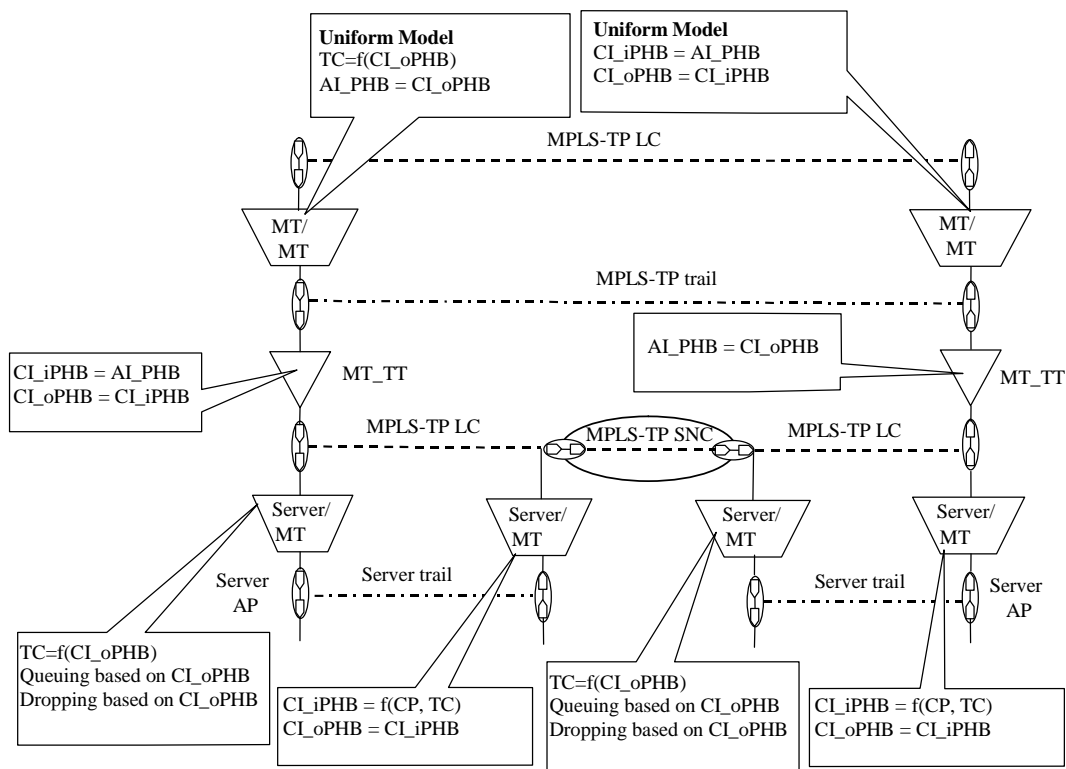 Uniform Model
TC=f(CI_oPHB)
AI_PHB = CI_oPHB
Uniform Model
CI_iPHB = AI_PHB
CI_oPHB = CI_iPHB
MPLS-TP LC
MT/
MT
MT/
MT
MPLS-TP trail
CI_iPHB = AI_PHB
CI_oPHB = CI_iPHB
MT_TT
AI_PHB = CI_oPHB
MT_TT
MPLS-TP LC
MPLS-TP SNC
MPLS-TP LC
Server/
MT
Server/
MT
Server/
MT
Server/
MT
Server
AP
Server trail
Server trail
Server
AP
TC=f(CI_oPHB)
Queuing based on CI_oPHB
Dropping based on CI_oPHB
CI_iPHB = f(CP, TC)
CI_oPHB = CI_iPHB
TC=f(CI_oPHB)
Queuing based on CI_oPHB
Dropping based on CI_oPHB
CI_iPHB = f(CP, TC)
CI_oPHB = CI_iPHB